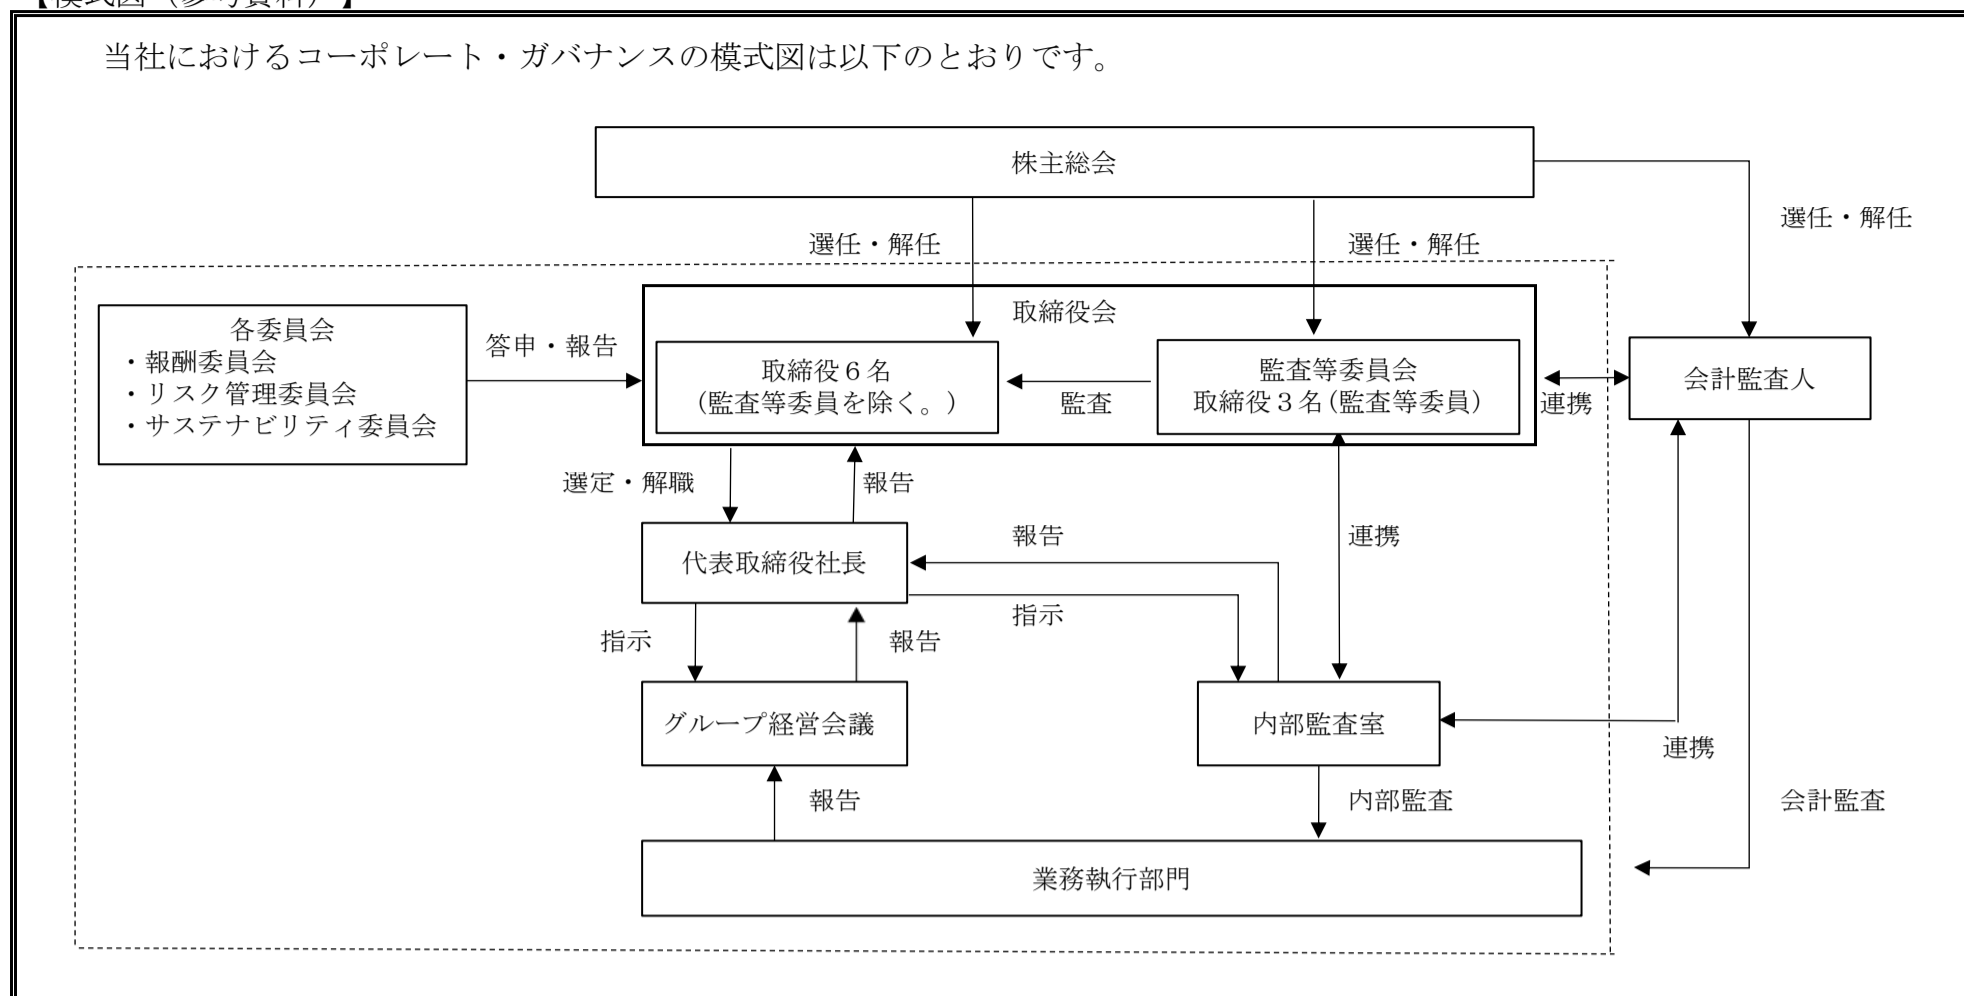 【模式図（参考資料）】
当社におけるコーポレート・ガバナンスの模式図は以下のとおりです。
株主総会
選任・解任
選任・解任
選任・解任
各委員会
・報酬委員会
・リスク管理委員会
・サステナビリティ委員会
答申・報告
取締役会
取締役６名
（監査等委員を除く。）
監査
監査等委員会
取締役３名(監査等委員)
連携
会計監査人
選定・解職
報告
代表取締役社長
報告
指示
連携
指示
報告
グループ経営会議
内部監査室
連携
報告
内部監査
会計監査
業務執行部門